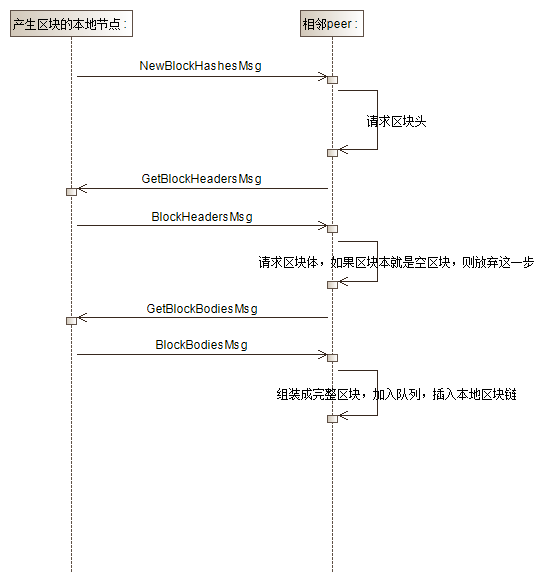 产生区块的本地节点 :
相邻peer :
NewBlockHashesMsg
请求区块头
GetBlockHeadersMsg
BlockHeadersMsg
请求区块体，如果区块本就是空区块，则放弃这一步
GetBlockBodiesMsg
BlockBodiesMsg
组装成完整区块，加入队列，插入本地区块链